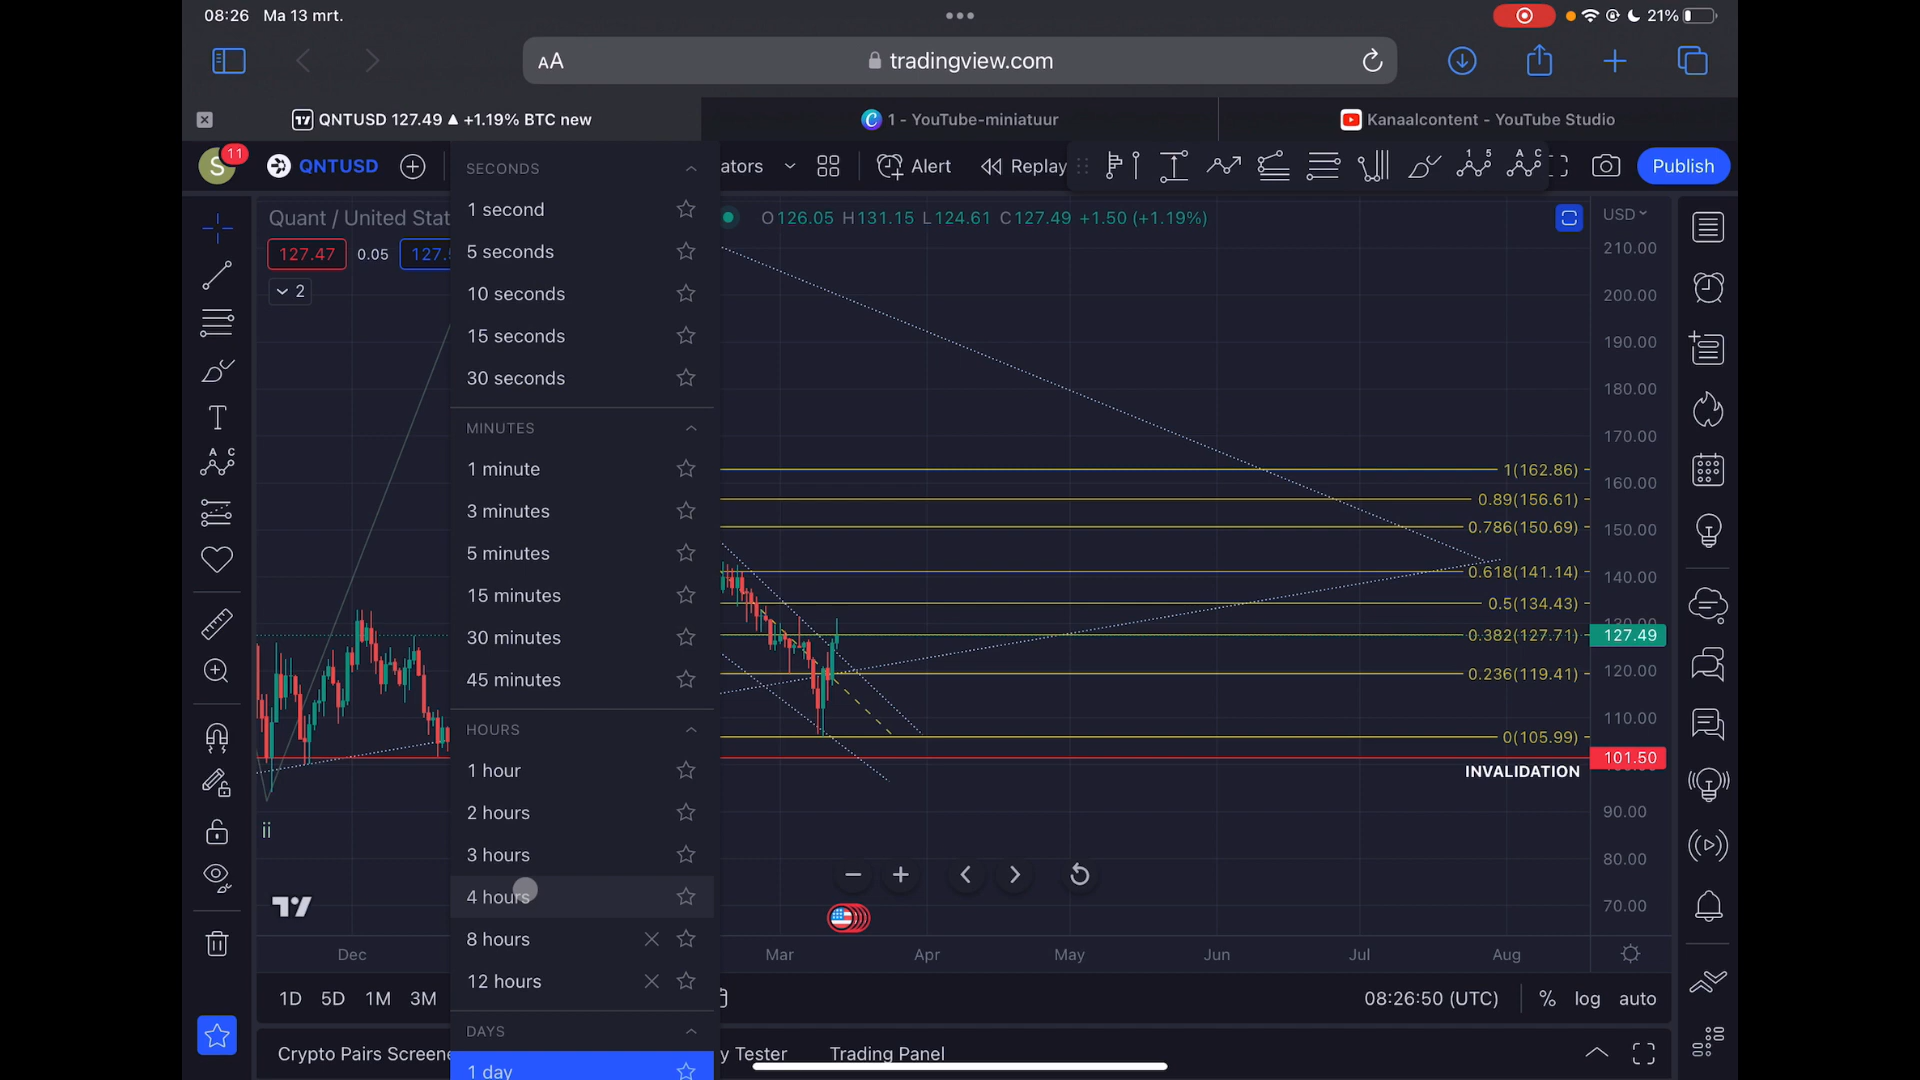 08:26 Ma 13 mrt.
21%
AA
tradingview.com
QNTUSD 127.49 ▲ +1.19% BTC new
1 - YouTube-miniatuur
Kanaalcontent - YouTube Studio
S
11
QNTUSD
ators
Alert
Replay
Publish
Quant / United Stat
O126.05 H131.15 L124.61 C127.49 +1.50 (+1.19%)
USD
127.47
0.05
127.
2
SECONDS
1 second
5 seconds
10 seconds
15 seconds
30 seconds
MINUTES
1 minute
3 minutes
5 minutes
15 minutes
30 minutes
45 minutes
HOURS
1 hour
2 hours
3 hours
4 hours
8 hours
12 hours
DAYS
1 day
210.00
200.00
190.00
180.00
170.00
160.00
150.00
140.00
130.00
120.00
110.00
90.00
80.00
70.00
1(162.86)
0.89(156.61)
0.786(150.69)
0.618(141.14)
0.5(134.43)
0.382(127.71)
127.49
0.236(119.41)
0(105.99)
101.50
INVALIDATION
ii
Dec
Mar
Apr
May
Jun
Jul
Aug
1D 5D 1M 3M
08:26:50 (UTC)
% log auto
Crypto Pairs Screene
y Tester
Trading Panel